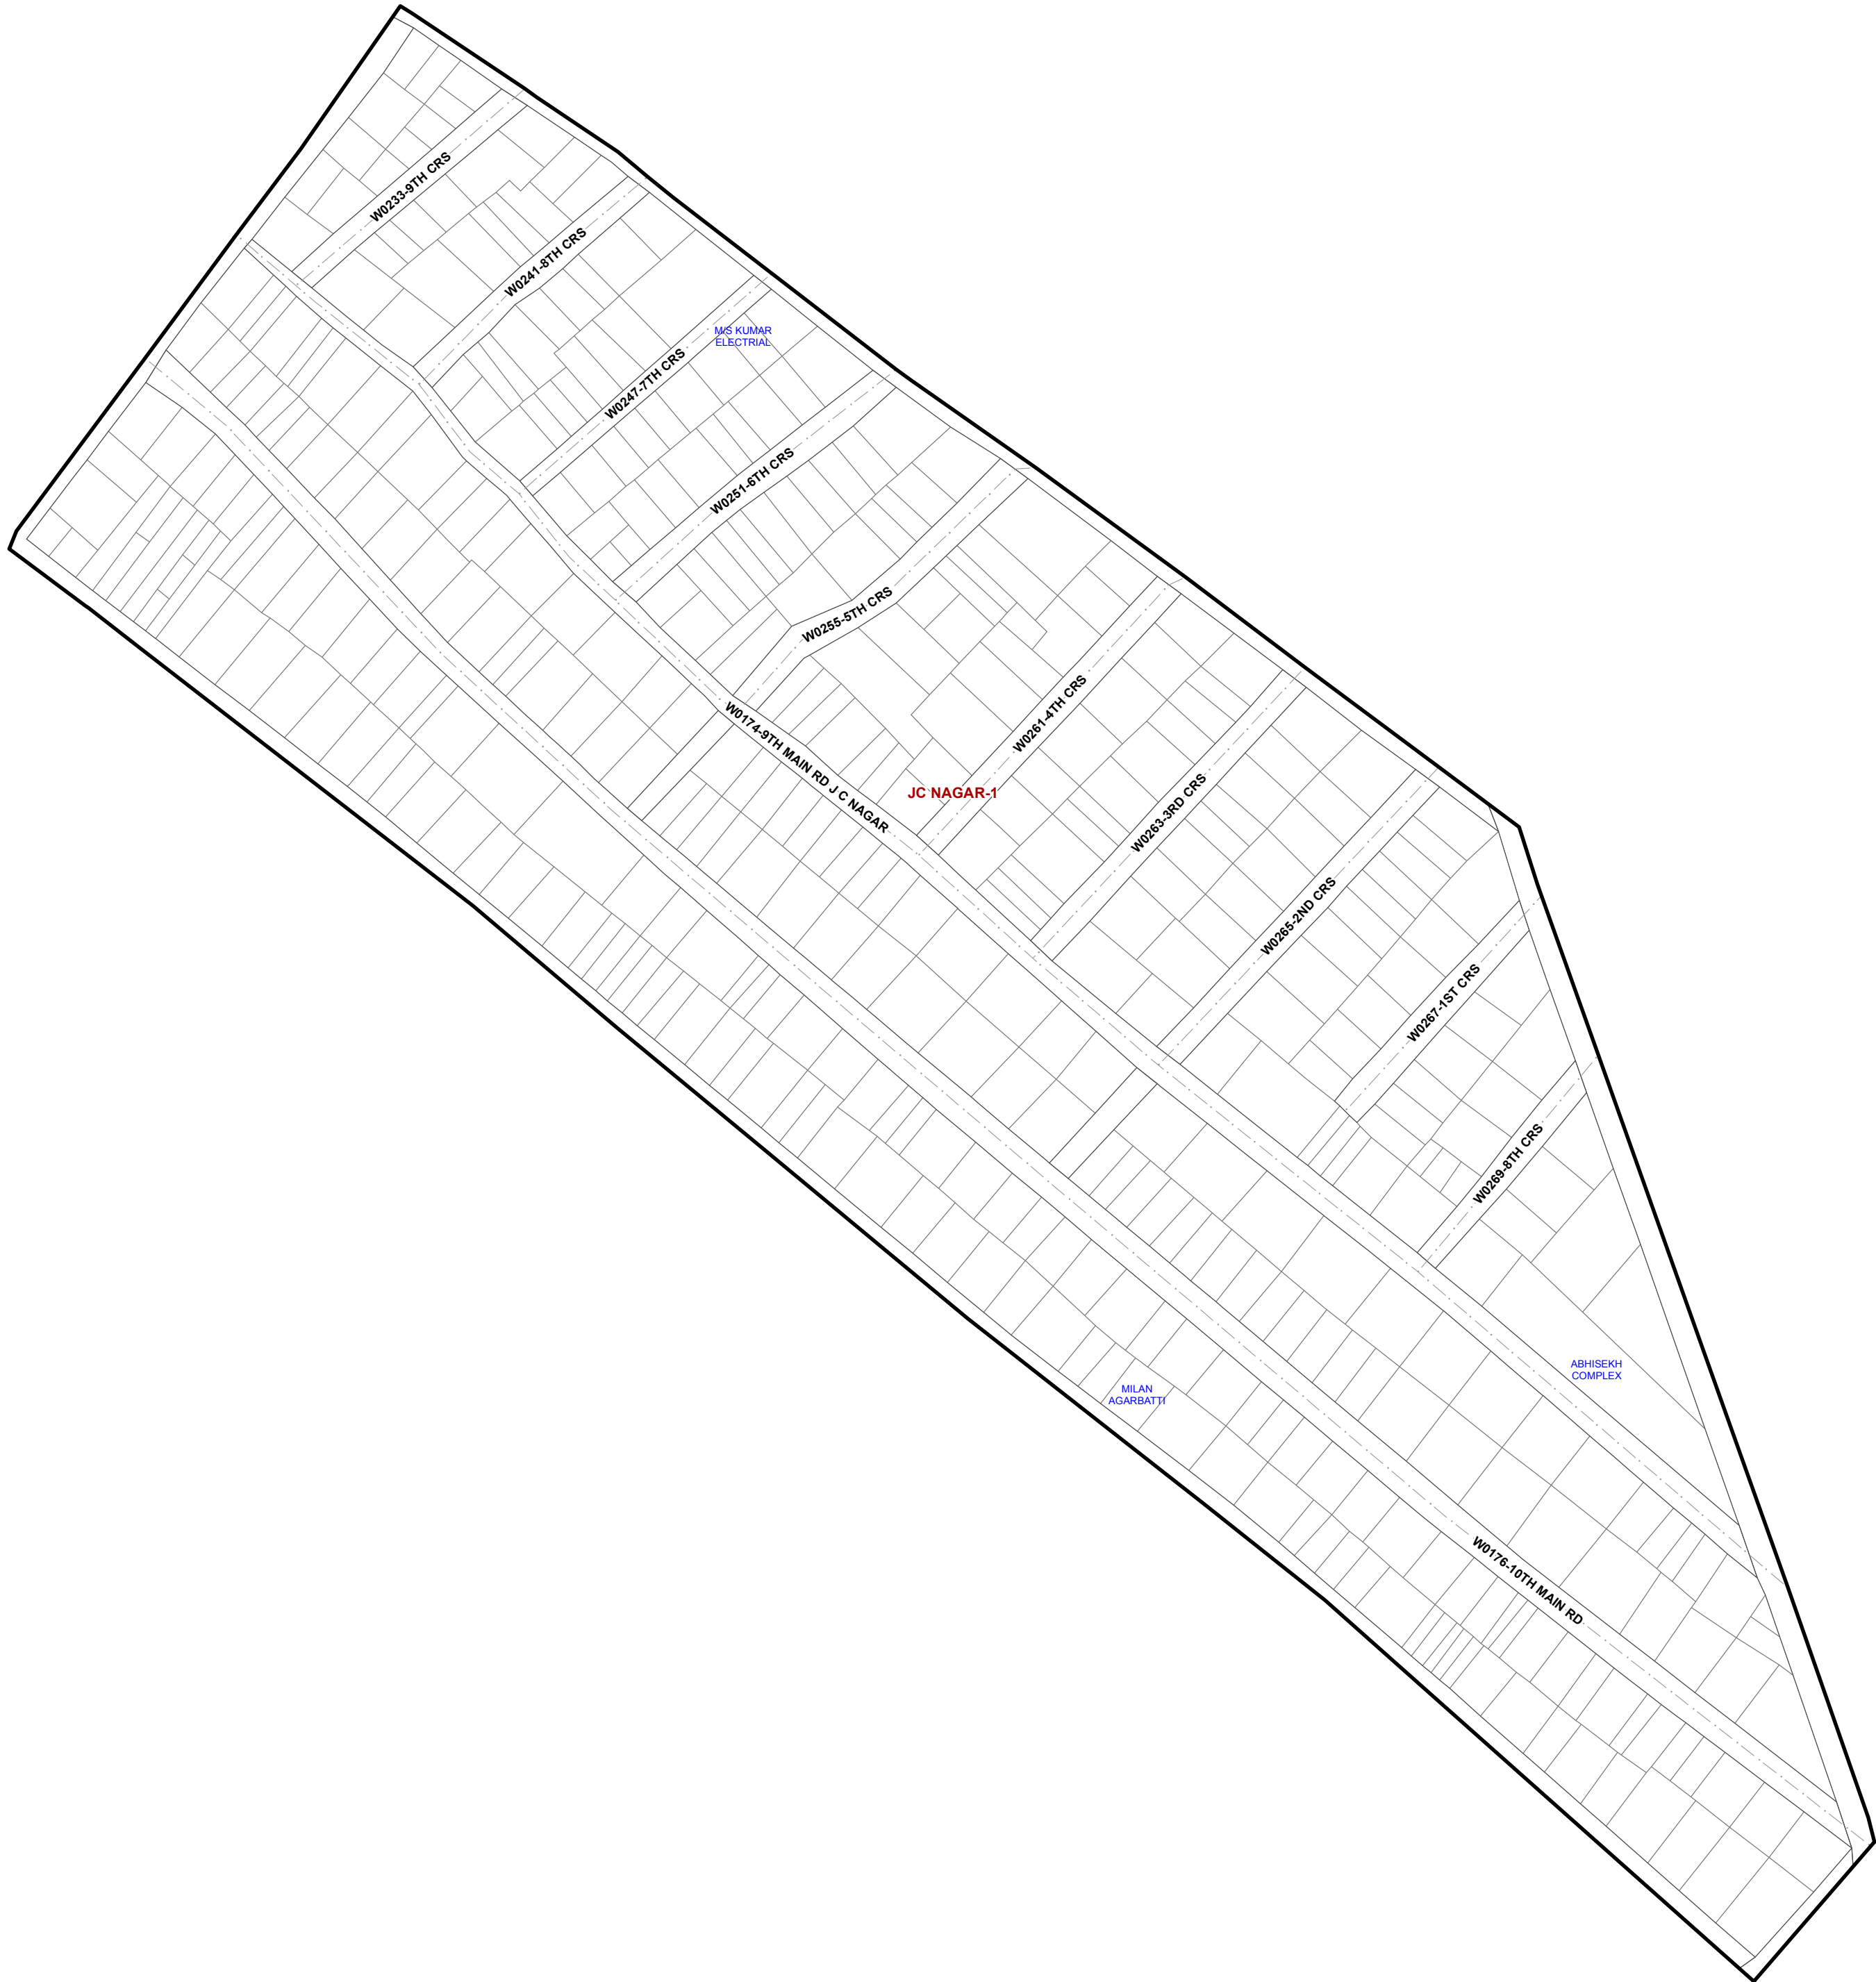 W0233-9TH CRS
W0241-8TH CRS
M/S KUMAR
ELECTRIAL
W0247-7TH CRS
W0251-6TH CRS
W0255-5TH CRS
W0261-4TH CRS
W0174-9TH MAIN RD J C NAGAR
JC NAGAR-1
W0263-3RD CRS
W0265-2ND CRS
W0267-1ST CRS
W0269-8TH CRS
ABHISEKH
COMPLEX
MILAN
AGARBATTI
W0176-10TH MAIN RD